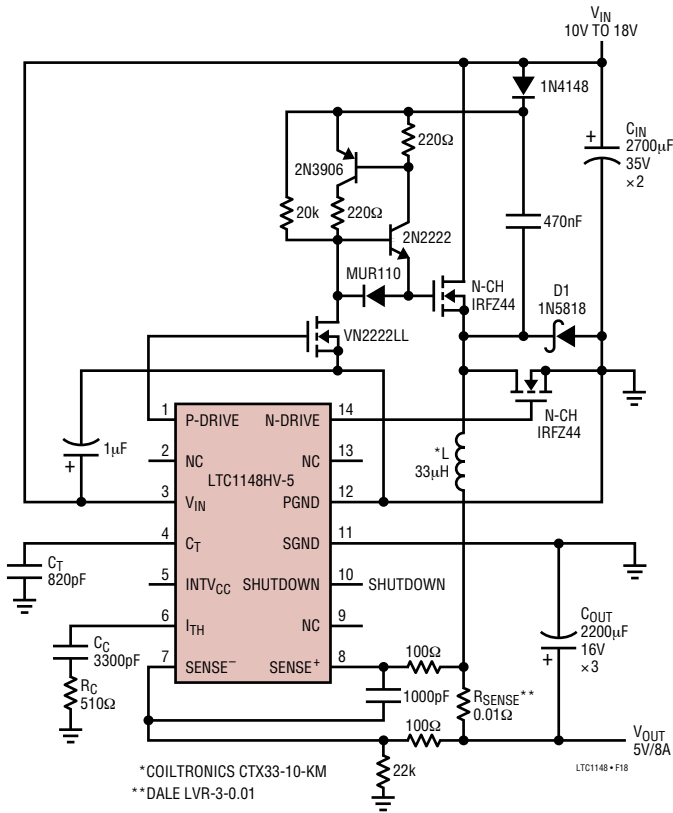 VIN
10V TO 18V
1N4148
+
CIN
2700µF
35V
×2
220Ω
2N3906
20k
220Ω
2N2222
470nF
MUR110
N-CH
IRFZ44
D1
1N5818
VN2222LL
N-CH
IRFZ44
1µF
+
1
P-DRIVE
N-DRIVE
14
2
NC
NC
13
LTC1148HV-5
3
VIN
PGND
12
4
CT
SGND
11
5
INTVCC
SHUTDOWN
10
SHUTDOWN
6
ITH
NC
9
7
SENSE−
SENSE+
8
*L
33µH
CT
820pF
CC
3300pF
RC
510Ω
100Ω
1000pF
RSENSE**
0.01Ω
100Ω
22k
COUT
2200µF
16V
×3
+
VOUT
5V/8A
*COILTRONICS CTX33-10-KM
**DALE LVR-3-0.01
LTC1148 • F18